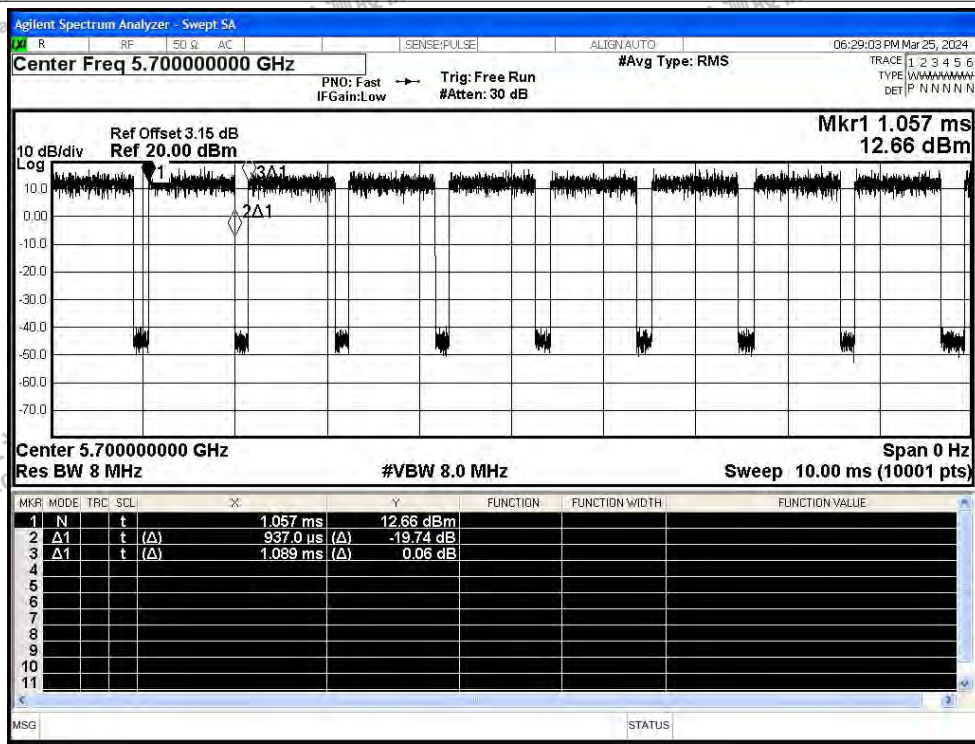 Agilent Spectrum Analyzer - Swept SA
R RF 50 Ω AC SENSE:PULSE ALIGN AUTO 06:29:03 PM Mar 25, 2024
Center Freq 5.700000000 GHz
PNO: Fast
IFGain:Low
Trig: Free Run
#Atten: 30 dB
#Avg Type: RMS
TRACE 1 2 3 4 5 6
TYPE
DET P N N N N N
Mkr1 1.057 ms
12.66 dBm
Ref Offset 3.15 dB
10 dB/div Ref 20.00 dBm
Log
1
3Δ1
10.0
2Δ1
0.00
-10.0
-20.0
-30.0
-40.0
-50.0
-60.0
-70.0
Center 5.700000000 GHz Span 0 Hz
Res BW 8 MHz #VBW 8.0 MHz Sweep 10.00 ms (10001 pts)
MKR MODE TRC SCL X Y FUNCTION FUNCTION WIDTH FUNCTION VALUE
1 N t 1.057 ms 12.66 dBm
2 Δ1 t (Δ) 937.0 µs (Δ) -19.74 dB
3 Δ1 t (Δ) 1.089 ms (Δ) 0.06 dB
4
5
6
7
8
9
10
11
MSG STATUS